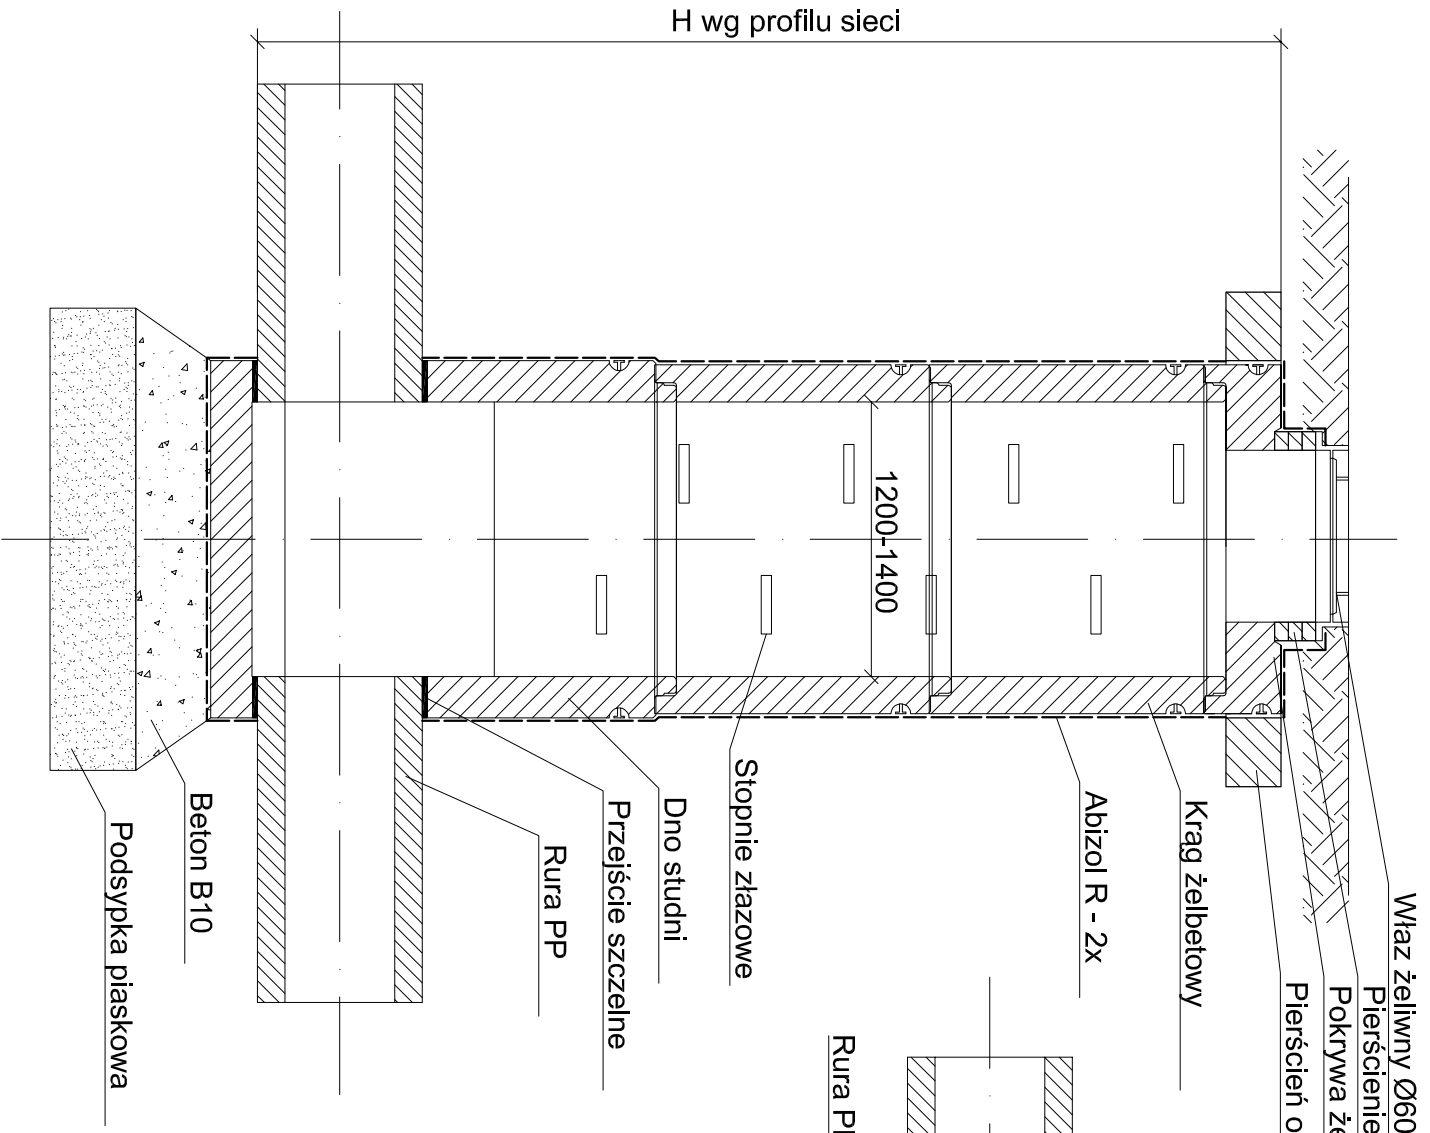 H wg profilu sieci
Właz żeliwny Ø60
Pierścienie
Pokrywa
Pierścień
Krąg żelbetowy
Abizol R - 2x
1200-1400
Stopnie złazowe
Dno studni
Przejście szczelne
Rura PP
Beton B10
Podsypka piaskowa
Rura